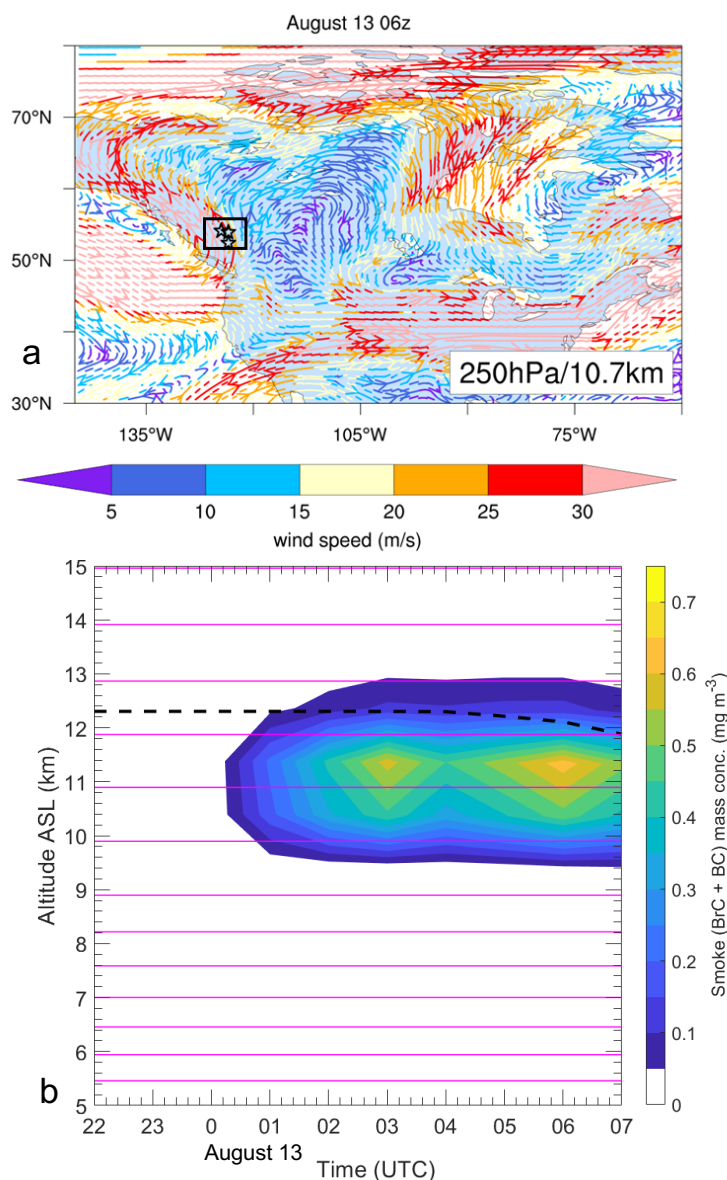 August 13 06z
70°N
50°N
30°N
a
250hPa/10.7km
135°W 105°W 75°W
5 10 15 20 25 30
wind speed (m/s)
15
14
13
12
11
10
9
8
7
6
5
Altitude ASL (km)
b
22 23 0 01 02 03 04 05 06 07
August 13
Time (UTC)
0.7
0.6
0.5
0.4
0.3
0.2
0.1
0
Smoke (BrC + BC) mass conc. (mg m⁻³)